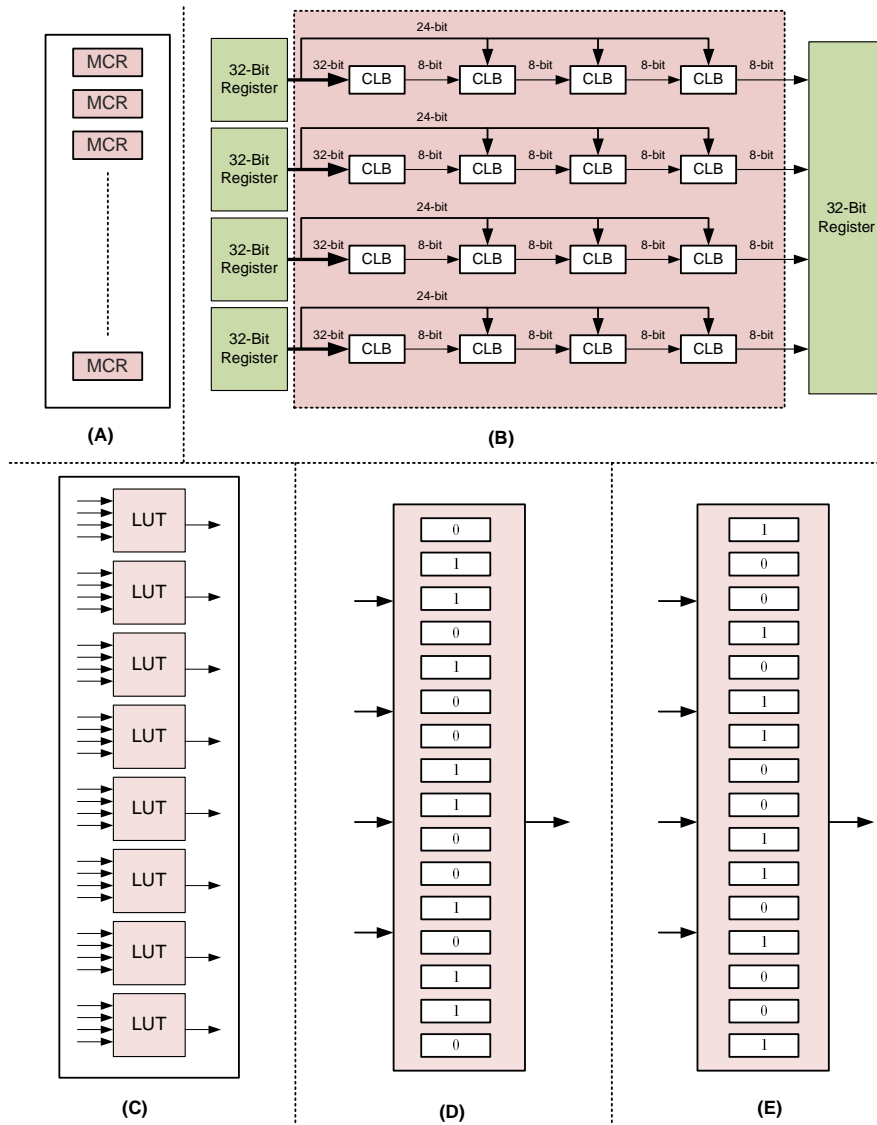 MCR
MCR
MCR
MCR
(A)
24-bit
32-Bit
Register
32-bit
CLB
8-bit
CLB
8-bit
CLB
8-bit
CLB
8-bit
24-bit
32-Bit
Register
32-bit
CLB
8-bit
CLB
8-bit
CLB
8-bit
CLB
8-bit
24-bit
32-Bit
Register
32-bit
CLB
8-bit
CLB
8-bit
CLB
8-bit
CLB
8-bit
24-bit
32-Bit
Register
32-bit
CLB
8-bit
CLB
8-bit
CLB
8-bit
CLB
8-bit
32-Bit
Register
(B)
LUT
LUT
LUT
LUT
LUT
LUT
LUT
LUT
(C)
0
1
1
0
1
0
0
1
1
0
0
1
0
1
1
0
(D)
1
0
0
1
0
1
1
0
0
1
1
0
1
0
0
1
(E)